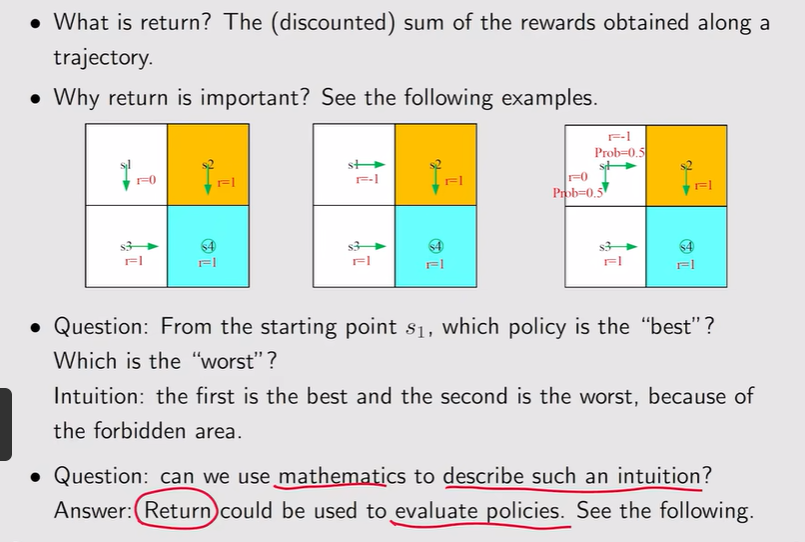 • What is return? The (discounted) sum of the rewards obtained along a
trajectory.
• Why return is important? See the following examples.
s1
r=0
s2
r=1
s3
r=1
s4
r=1
s1
r=-1
s2
r=1
s3
r=1
s4
r=1
r=-1
Prob=0.5
s1
r=0
Prob=0.5
s2
r=1
s3
r=1
s4
r=1
• Question: From the starting point s₁, which policy is the "best"?
Which is the "worst"?
Intuition: the first is the best and the second is the worst, because of
the forbidden area.
• Question: can we use mathematics to describe such an intuition?
Answer: Return could be used to evaluate policies. See the following.